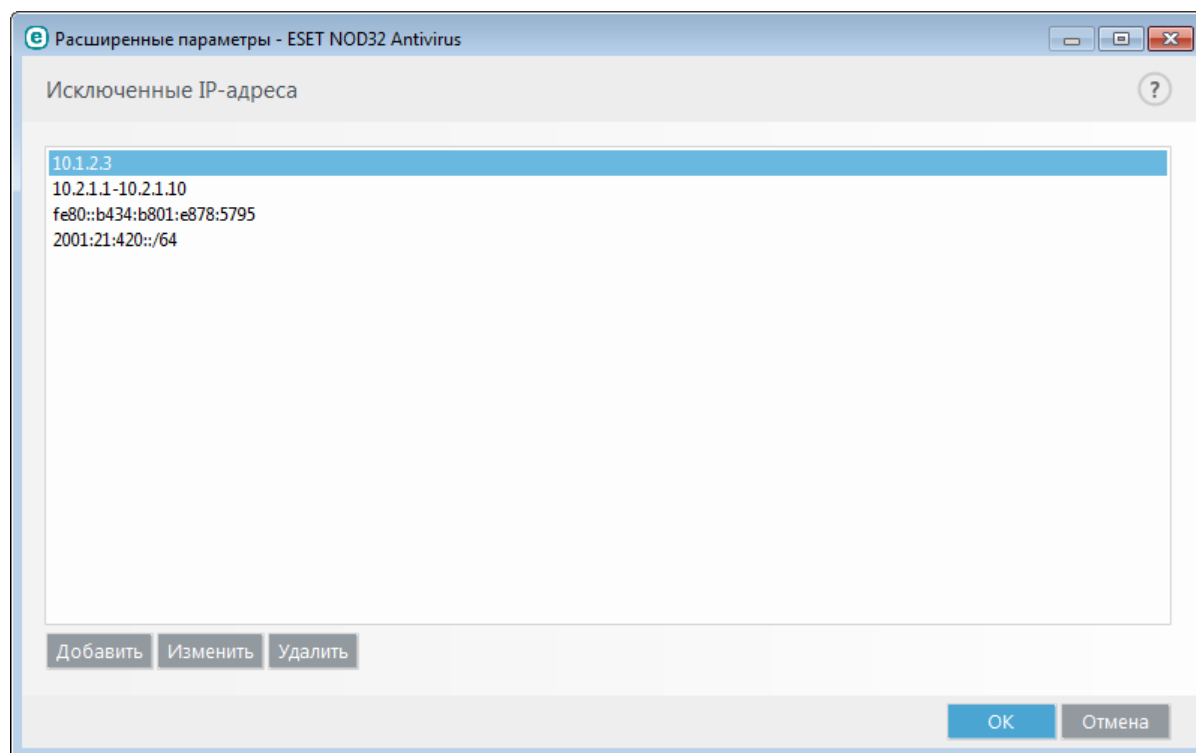 Расширенные параметры - ESET NOD32 Antivirus
Исключенные IP-адреса
?
10.1.2.3
10.2.1.1-10.2.1.10
fe80::b434:b801:e878:5795
2001:21:420::/64
Добавить Изменить Удалить
OK Отмена